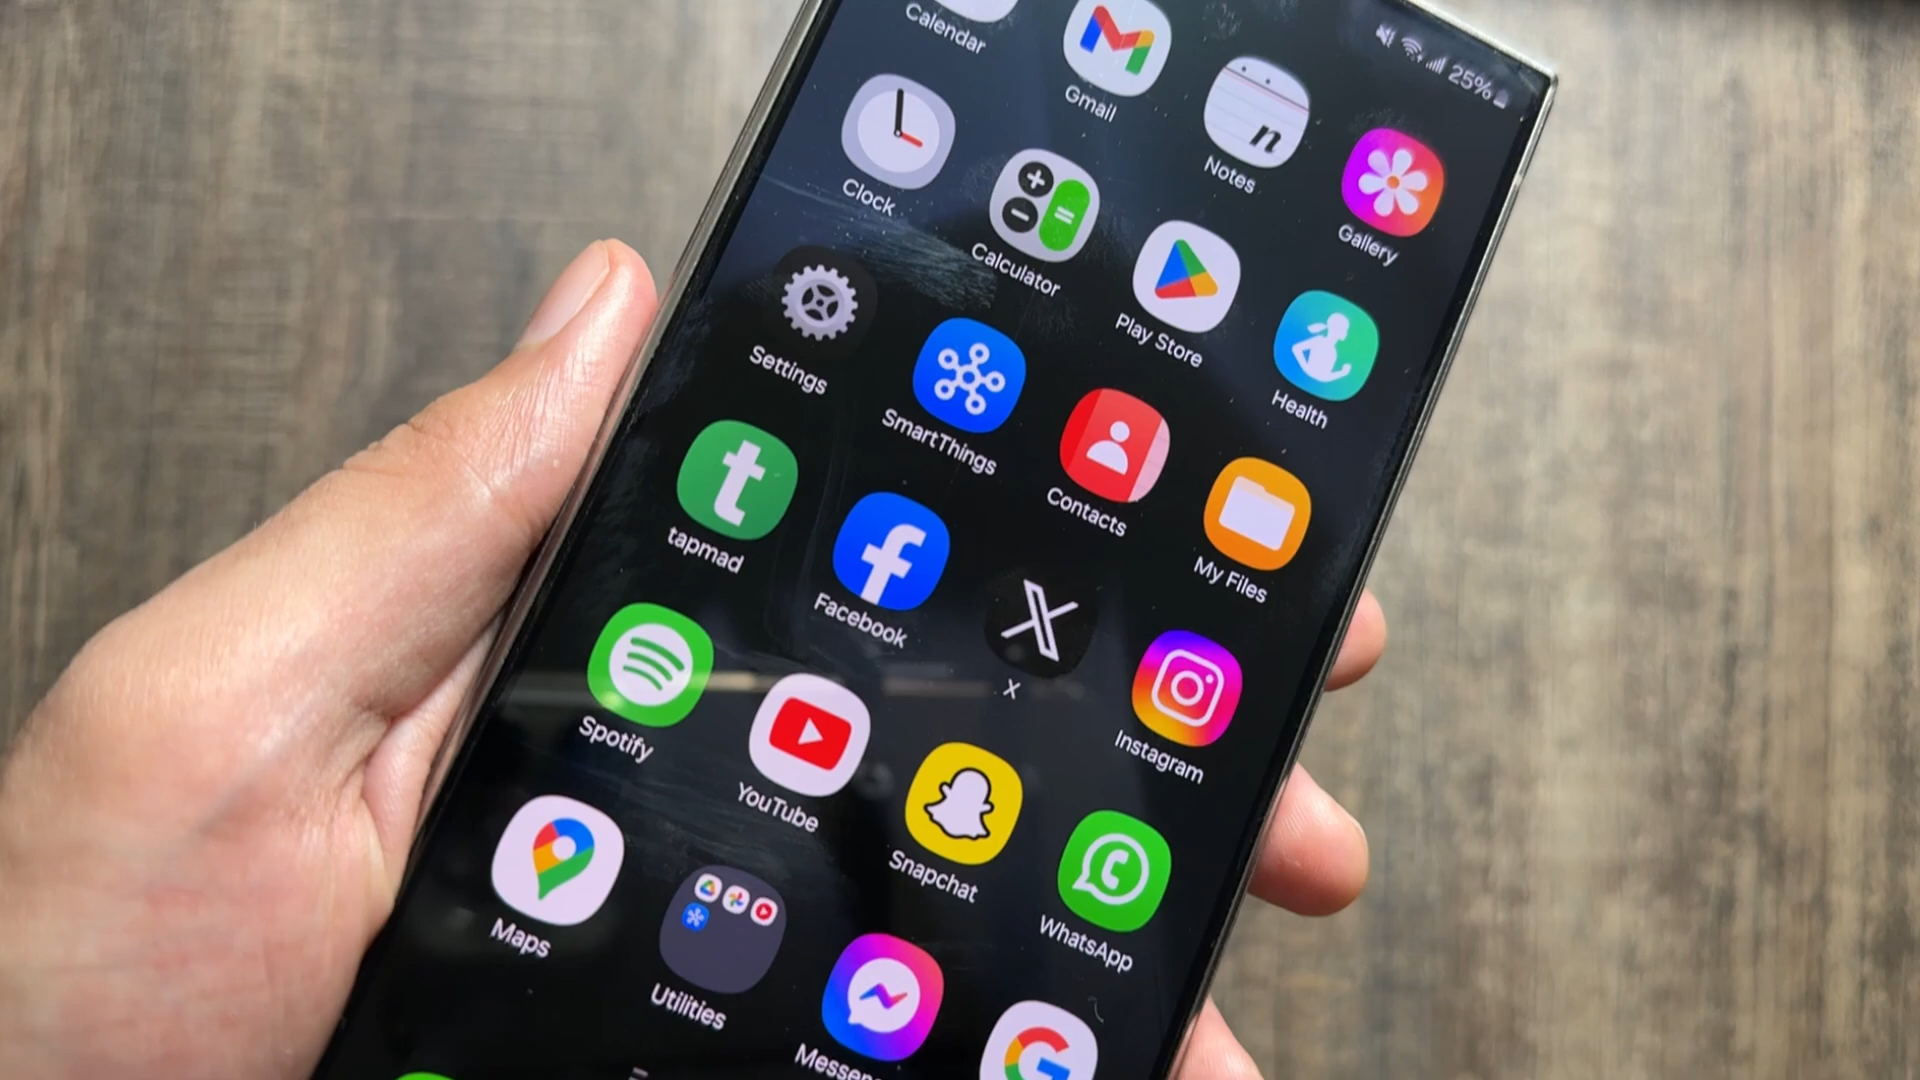 25%
Calendar
Gmail
Notes
n
Gallery
Clock
Calculator
Play Store
Health
Settings
SmartThings
Contacts
My Files
t
tapmad
f
Facebook
X
X
Instagram
Spotify
YouTube
Snapchat
WhatsApp
Maps
Utilities
Messen
G